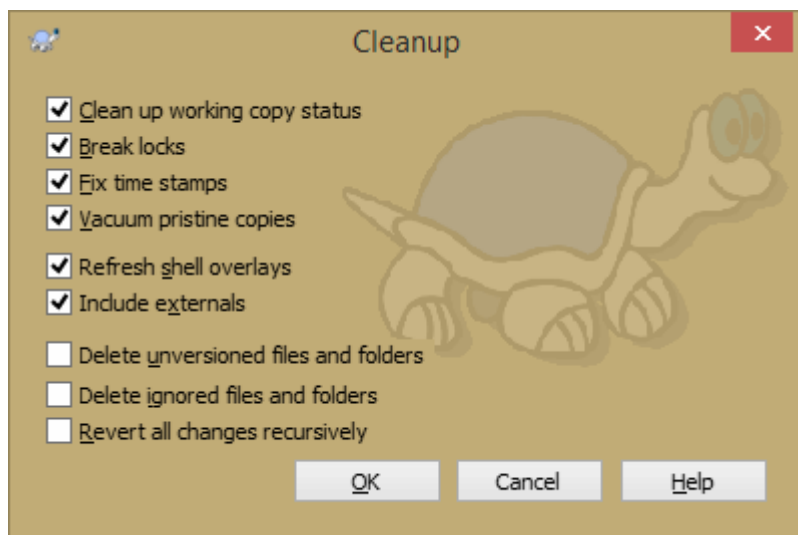 Cleanup
Clean up working copy status
Break locks
Fix time stamps
Vacuum pristine copies
Refresh shell overlays
Include externals
Delete unversioned files and folders
Delete ignored files and folders
Revert all changes recursively
OK Cancel Help